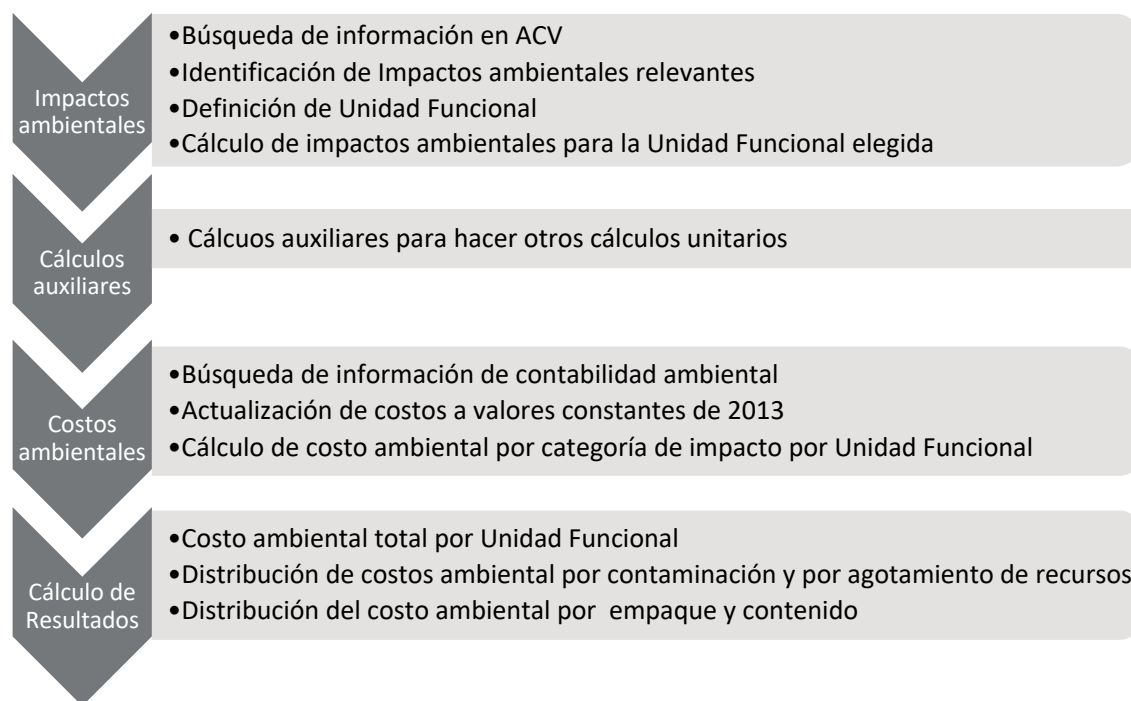 Impactos
ambientales
•Búsqueda de información en ACV
•Identificación de Impactos ambientales relevantes
•Definición de Unidad Funcional
•Cálculo de impactos ambientales para la Unidad Funcional elegida
Cálculos
auxiliares
• Cálcuos auxiliares para hacer otros cálculos unitarios
Costos
ambientales
•Búsqueda de información de contabilidad ambiental
•Actualización de costos a valores constantes de 2013
•Cálculo de costo ambiental por categoría de impacto por Unidad Funcional
Cálculo de
Resultados
•Costo ambiental total por Unidad Funcional
•Distribución de costos ambiental por contaminación y por agotamiento de recursos
•Distribución del costo ambiental por empaque y contenido